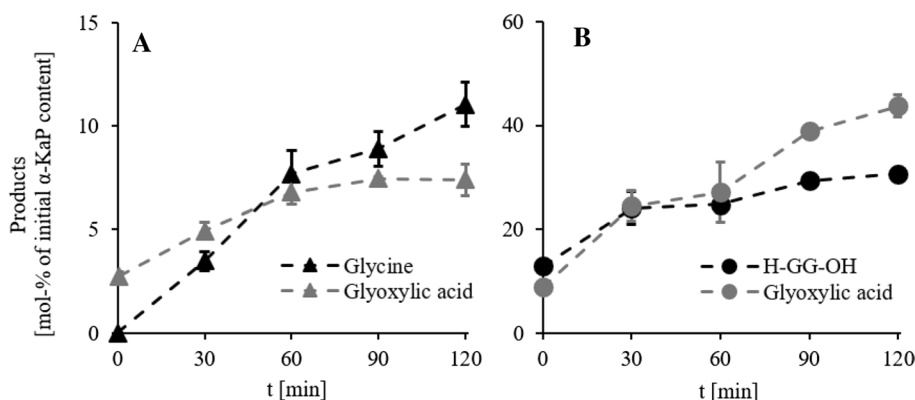 Products
[mol-% of initial α-KaP content]
A
15
10
5
0
Glycine
Glyoxylic acid
0 30 60 90 120
t [min]
B
60
40
20
0
H-GG-OH
Glyoxylic acid
0 30 60 90 120
t [min]